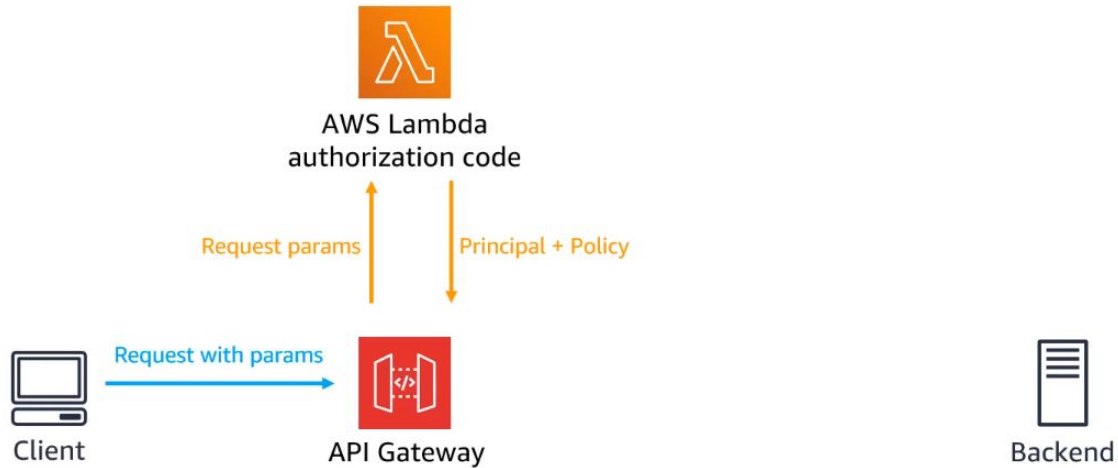 AWS Lambda
authorization code
Request params
Principal + Policy
Request with params
</>
Client
API Gateway
Backend